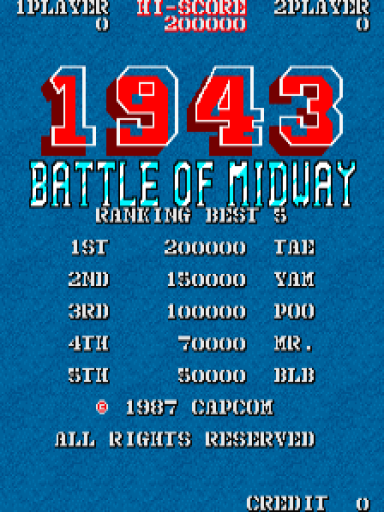 1PLAYER HI-SCORE 2PLAYER
0 200000 0
1943
BATTLE OF MIDWAY
RANKING BEST 5
1ST 200000 TAE
2ND 150000 YAM
3RD 100000 POO
4TH 70000 MR.
5TH 50000 BLB
© 1987 CAPCOM
ALL RIGHTS RESERVED
CREDIT 0